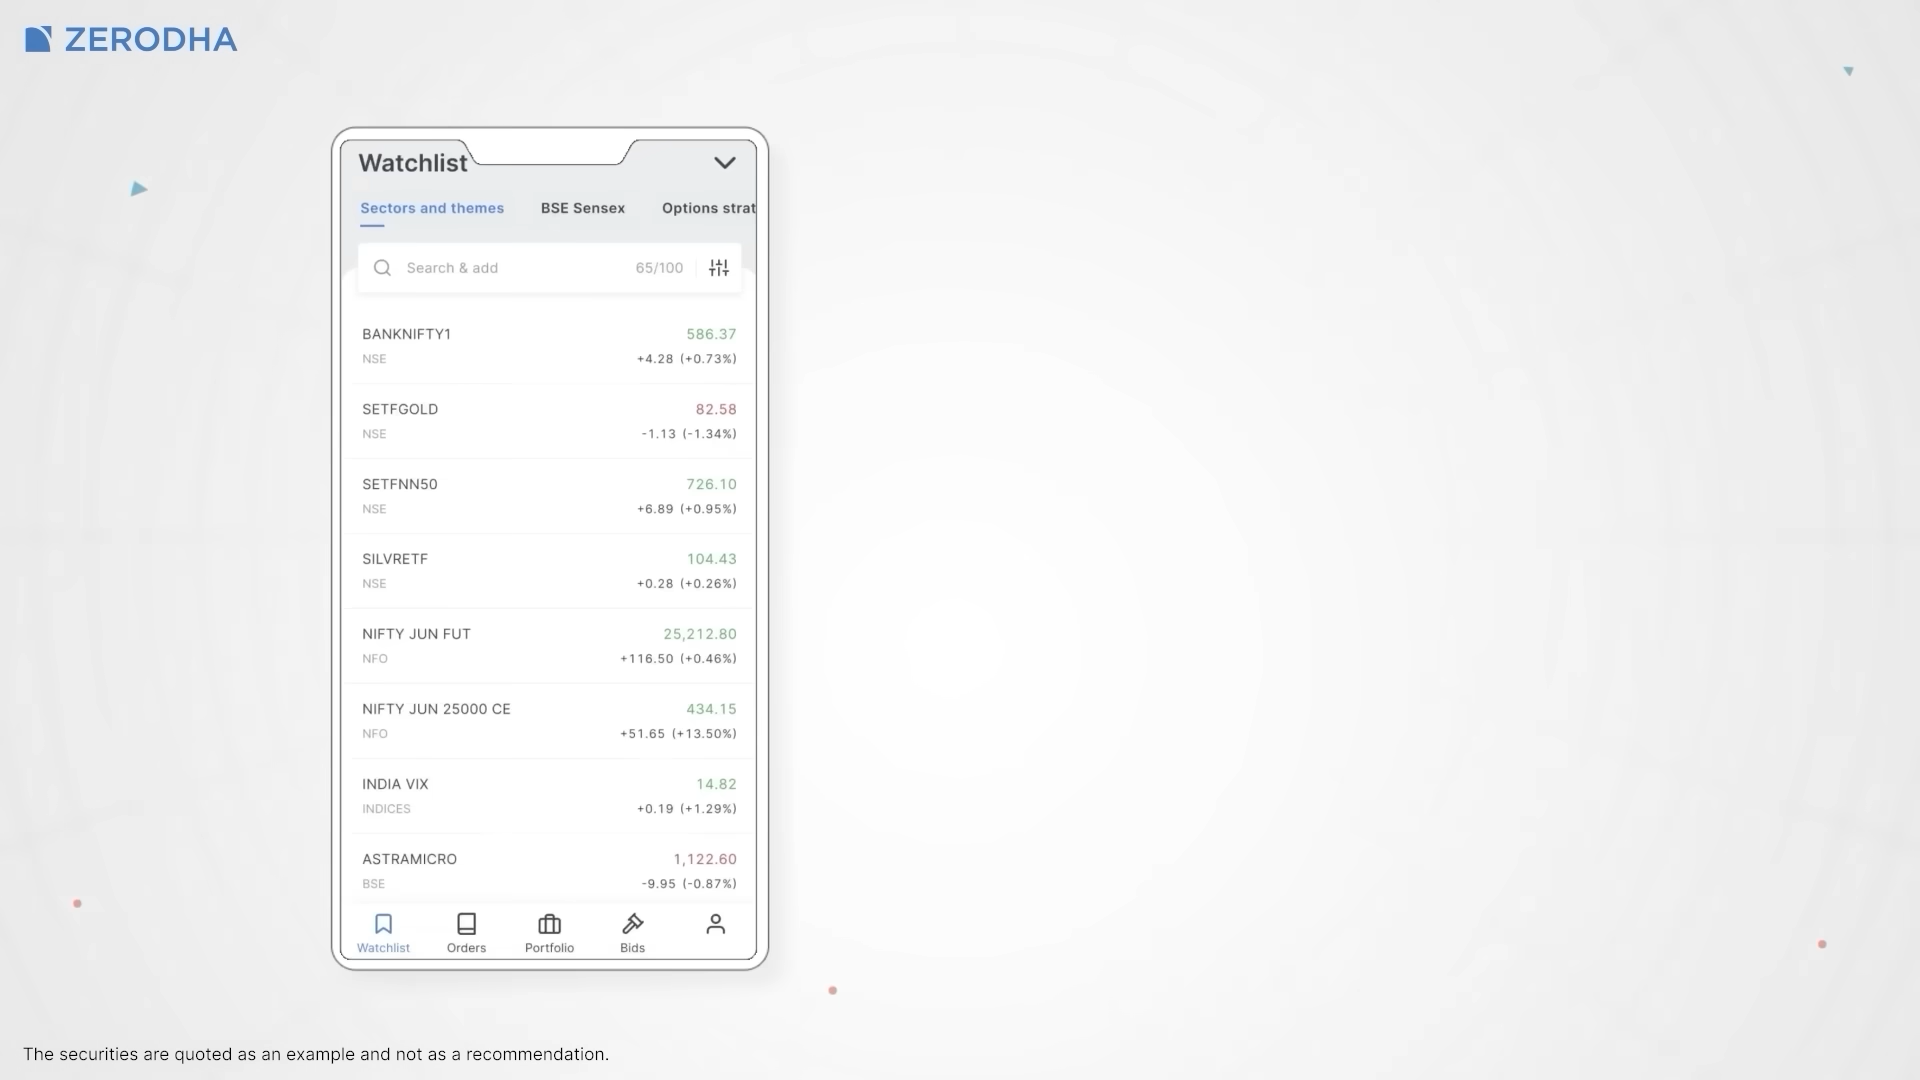 ZERODHA
Watchlist
Sectors and themes BSE Sensex Options strat
Search & add 65/100
BANKNIFTY1 586.37
NSE +4.28 (+0.73%)
SETFGOLD 82.58
NSE -1.13 (-1.34%)
SETFNN50 726.10
NSE +6.89 (+0.95%)
SILVRETF 104.43
NSE +0.28 (+0.26%)
NIFTY JUN FUT 25,212.80
NFO +116.50 (+0.46%)
NIFTY JUN 25000 CE 434.15
NFO +51.65 (+13.50%)
INDIA VIX 14.82
INDICES +0.19 (+1.29%)
ASTRAMICRO 1,122.60
BSE -9.95 (-0.87%)
Watchlist Orders Portfolio Bids
The securities are quoted as an example and not as a recommendation.